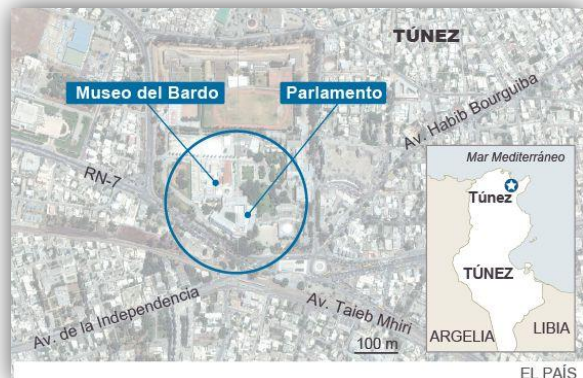 TÚNEZ
Museo del Bardo
Parlamento
Av. Habib Bourguiba
RN-7
Mar Mediterráneo
Túnez
TÚNEZ
Av. de la Independencia
Av. Taieb Mhiri
100 m
ARGELIA
LIBIA
EL PAÍS